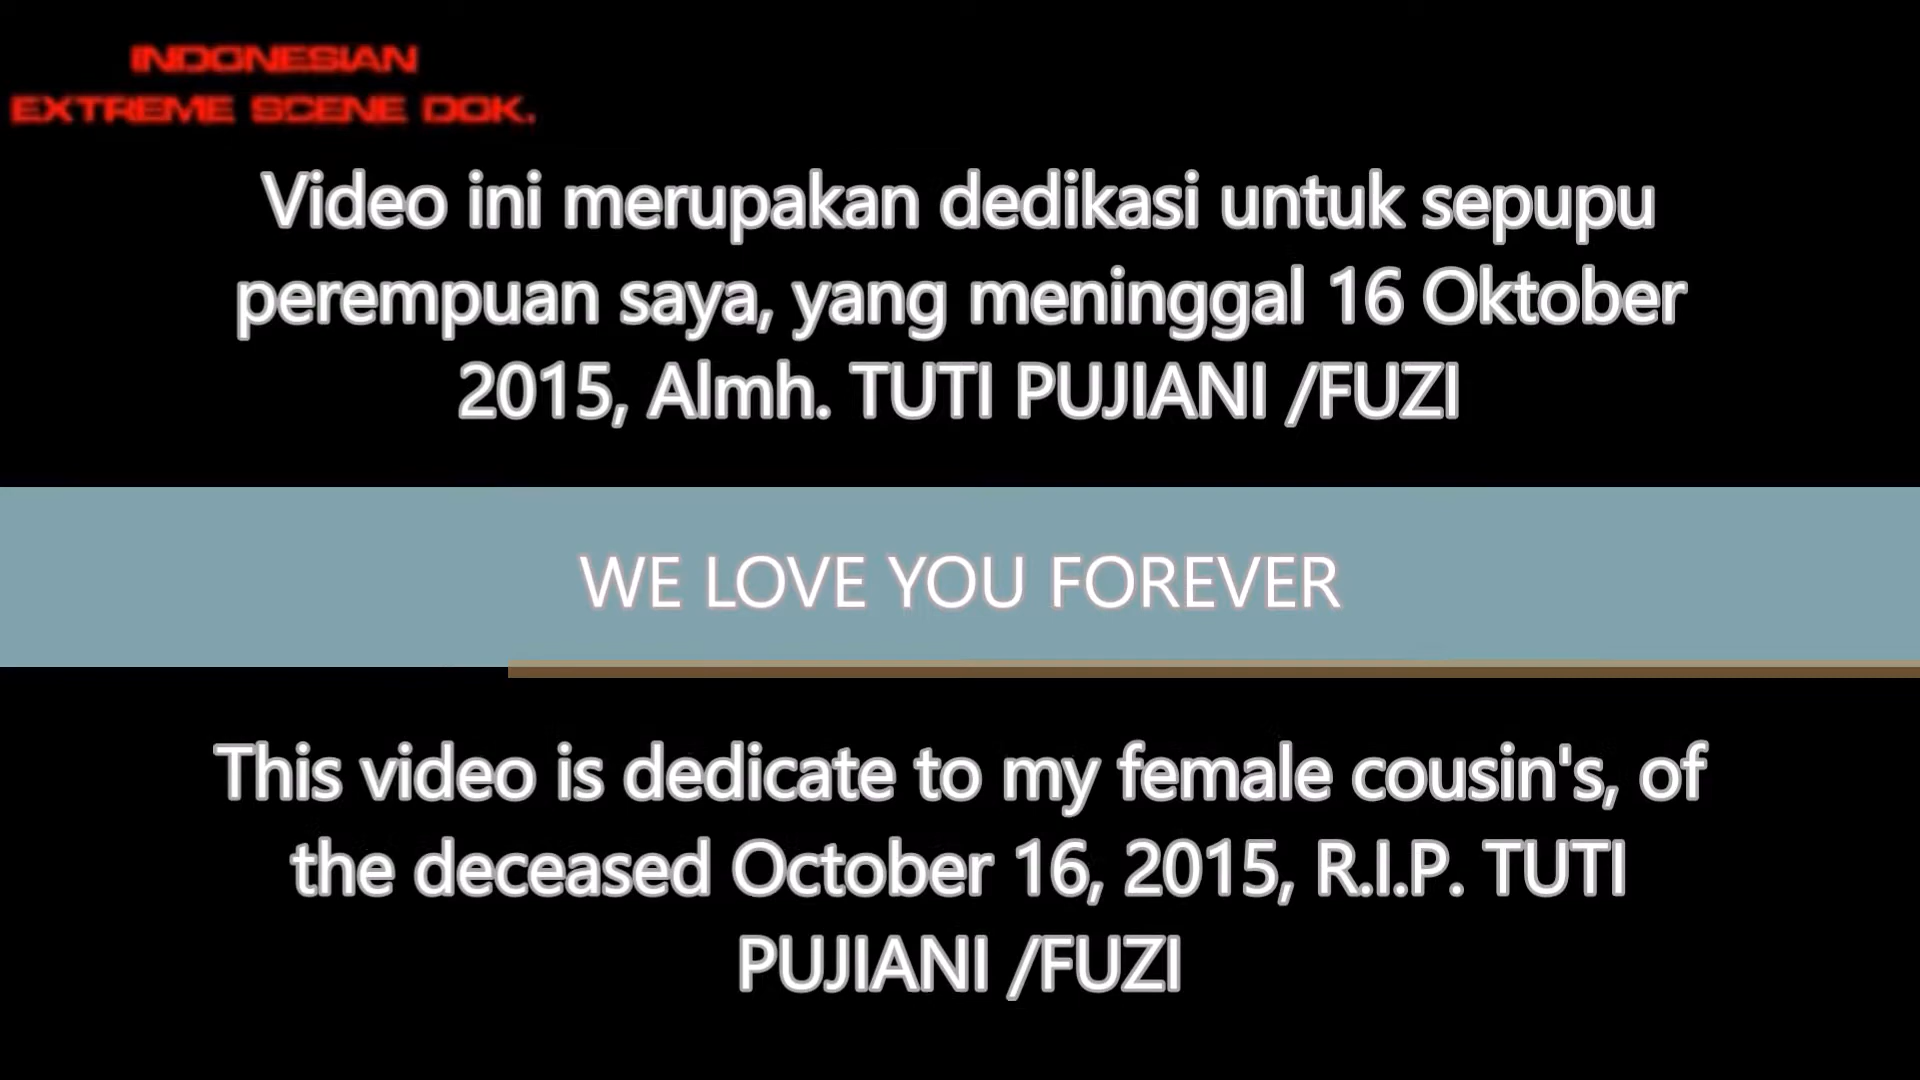 INDONESIAN
EXTREME SCENE DOK.
Video ini merupakan dedikasi untuk sepupu
perempuan saya, yang meninggal 16 Oktober
2015, Almh. TUTI PUJIANI /FUZI
WE LOVE YOU FOREVER
This video is dedicate to my female cousin's, of
the deceased October 16, 2015, R.I.P. TUTI
PUJIANI /FUZI